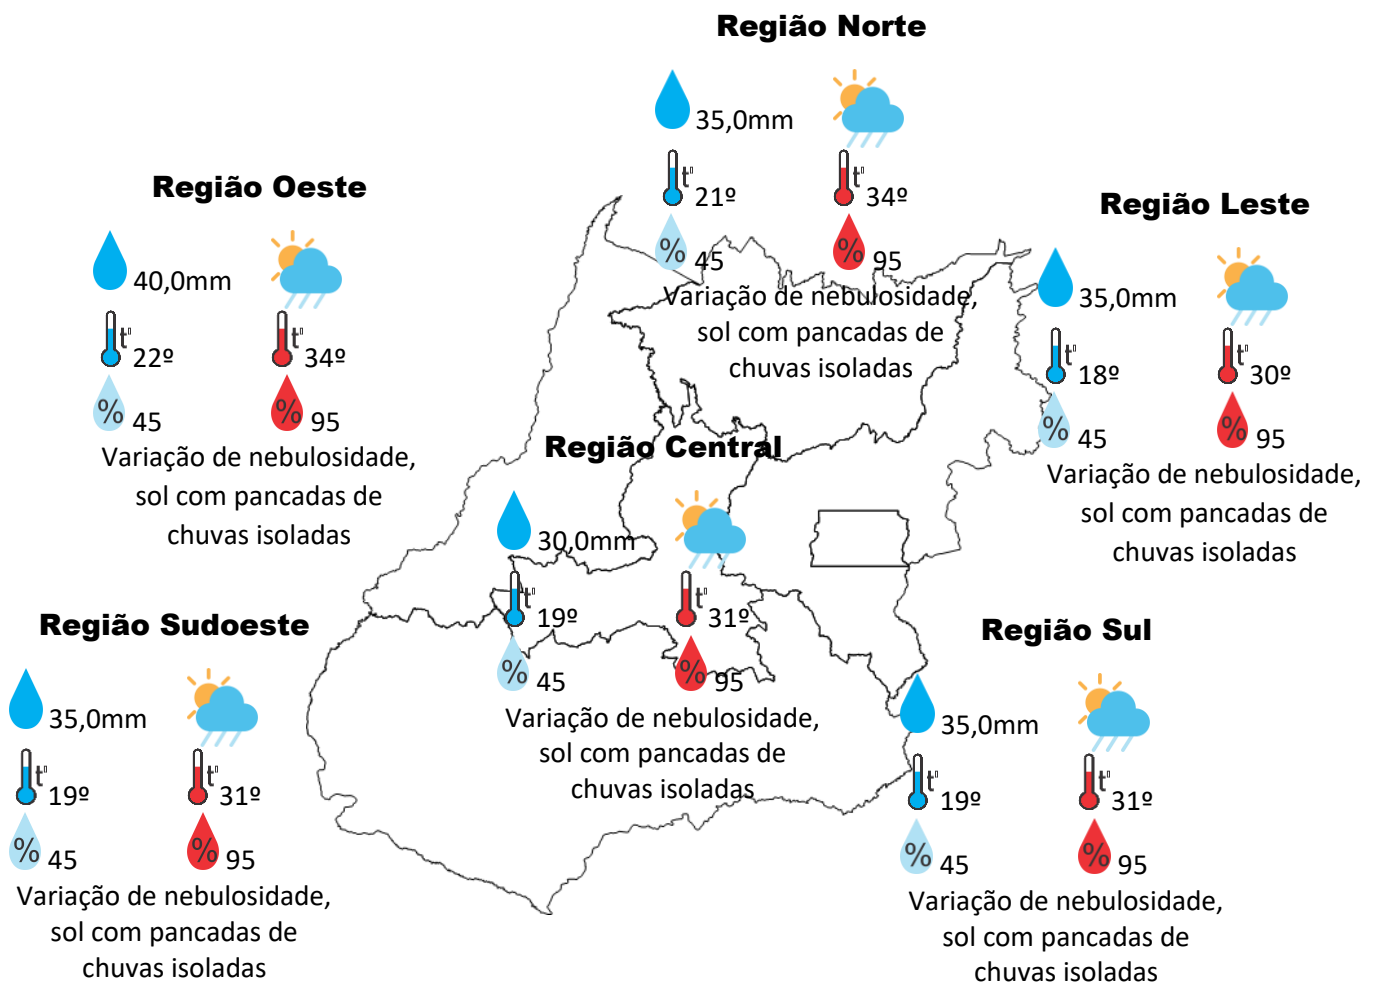 Região Norte
35,0mm
t°
21º
t°
34º
%
45
%
95
Variação de nebulosidade,
sol com pancadas de
chuvas isoladas
Região Oeste
40,0mm
t°
22º
t°
34º
%
45
%
95
Variação de nebulosidade,
sol com pancadas de
chuvas isoladas
Região Leste
35,0mm
t°
18º
t°
30º
%
45
%
95
Variação de nebulosidade,
sol com pancadas de
chuvas isoladas
Região Central
30,0mm
t°
19º
t°
31º
%
45
%
95
Variação de nebulosidade,
sol com pancadas de
chuvas isoladas
Região Sudoeste
35,0mm
t°
19º
t°
31º
%
45
%
95
Variação de nebulosidade,
sol com pancadas de
chuvas isoladas
Região Sul
35,0mm
t°
19º
t°
31º
%
45
%
95
Variação de nebulosidade,
sol com pancadas de
chuvas isoladas